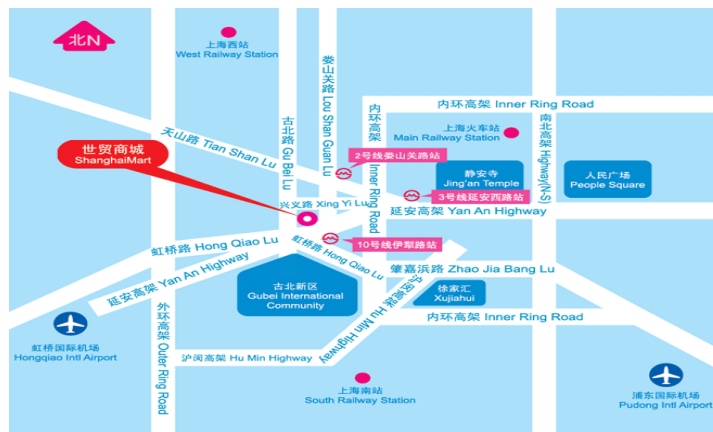 北N
上海西站
West Railway Station
娄山关路 Lou Shan Guan Lu
古北路 Gu Bei Lu
内环高架 Inner Ring Road
内环高架 Inner Ring Road
南北高架 Highway(N-S)
天山路 Tian Shan Lu
上海火车站
Main Railway Station
世贸商城
ShanghaiMart
2号线娄山关路站
静安寺
Jing'an Temple
人民广场
People Square
3号线延安西路站
兴义路 Xing Yi Lu
延安高架 Yan An Highway
虹桥路 Hong Qiao Lu
10号线伊犁路站
虹桥路 Hong Qiao Lu
延安高架 Yan An Highway
肇嘉浜路 Zhao Jia Bang Lu
古北新区
Gubei International
Community
徐家汇
Xujiahui
沪闵高架 Hu Min Highway
内环高架 Inner Ring Road
外环高架 Outer Ring Road
虹桥国际机场
Hongqiao Intl Airport
沪闵高架 Hu Min Highway
上海南站
South Railway Station
浦东国际机场
Pudong Intl Airport